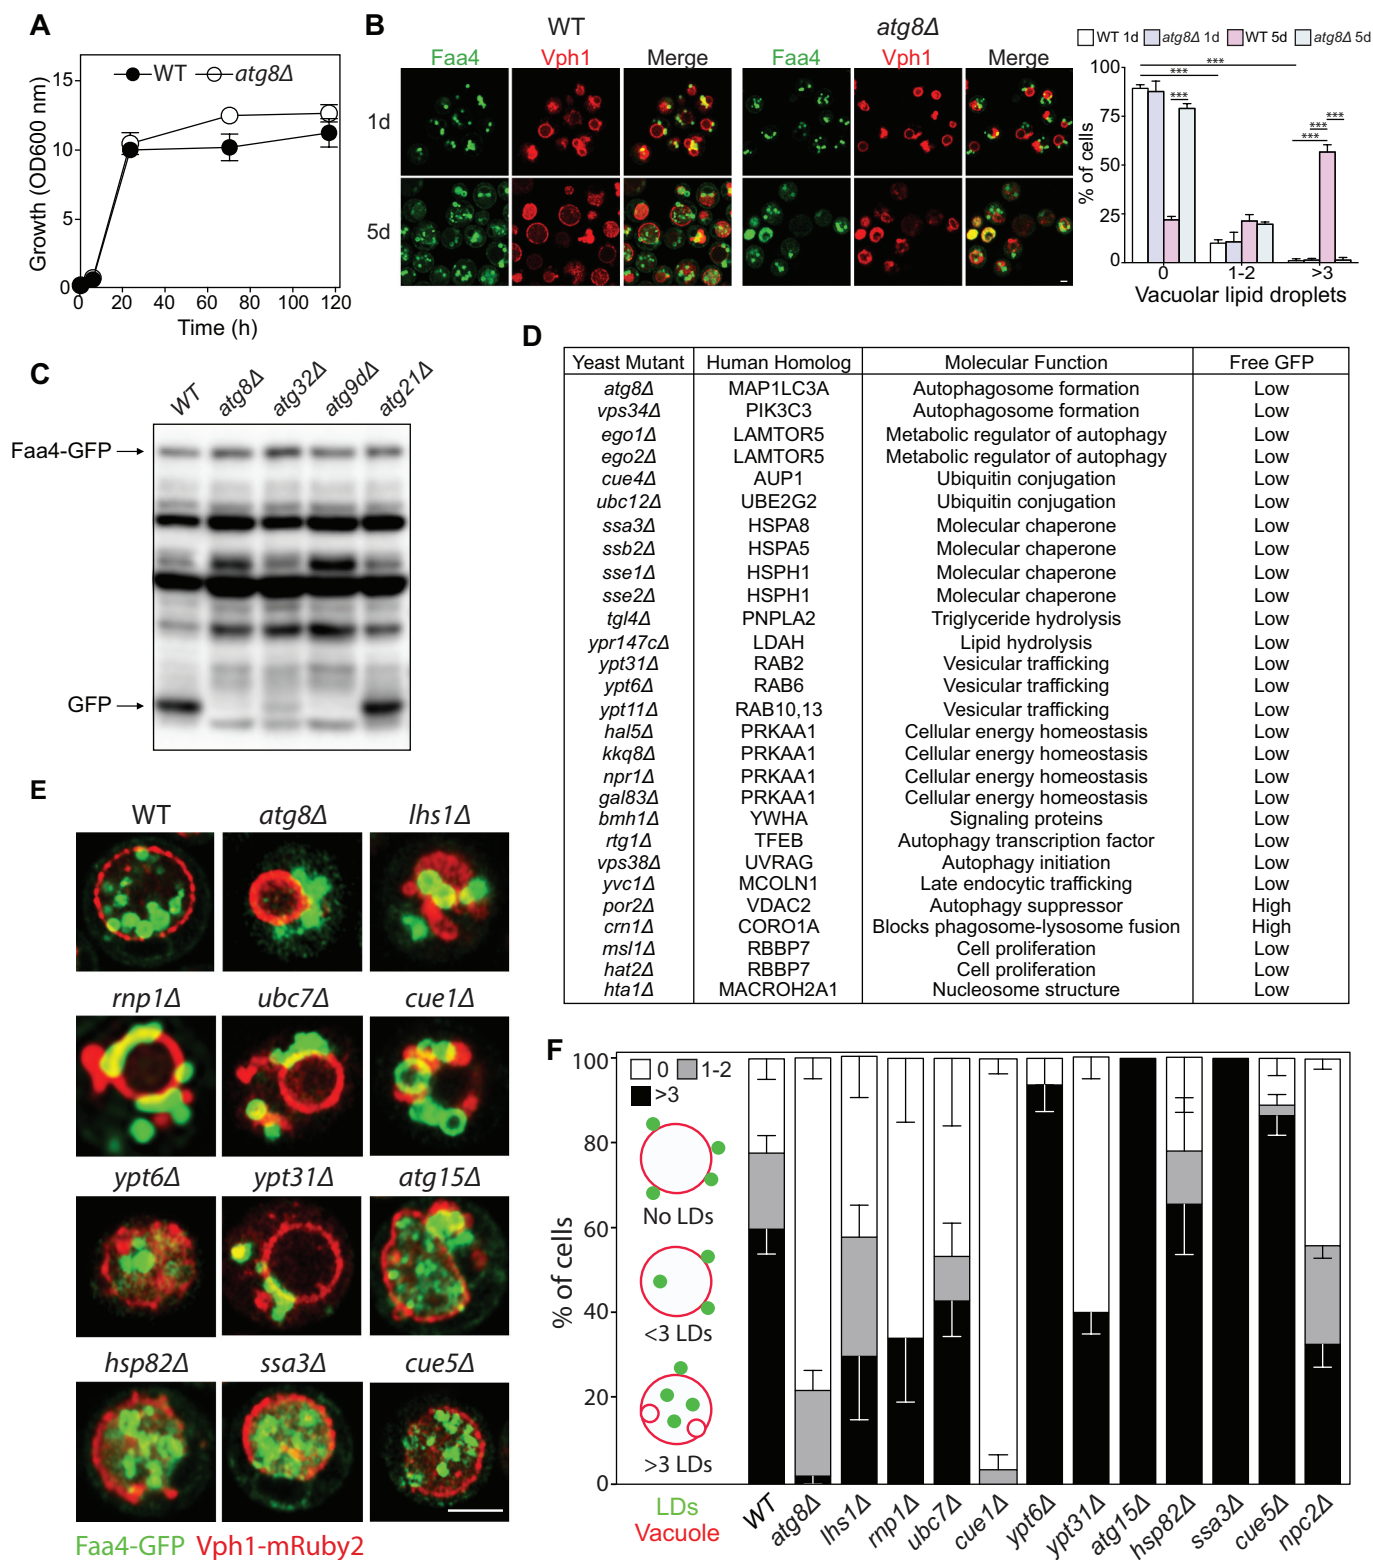 A
WT atg8Δ
Growth (OD600 nm)
15
10
5
0
0 20 40 60 80 100 120
Time (h)
B
WT atg8Δ
Faa4 Vph1 Merge Faa4 Vph1 Merge
1d
5d
WT 1d atg8Δ 1d WT 5d atg8Δ 5d
% of cells
100
75
50
25
0
***
***
***
***
***
***
0 1-2 >3
Vacuolar lipid droplets
C
WT atg8Δ atg32Δ atg9dΔ atg21Δ
Faa4-GFP
GFP
D
Yeast Mutant Human Homolog Molecular Function Free GFP
atg8Δ MAP1LC3A Autophagosome formation Low
vps34Δ PIK3C3 Autophagosome formation Low
ego1Δ LAMTOR5 Metabolic regulator of autophagy Low
ego2Δ LAMTOR5 Metabolic regulator of autophagy Low
cue4Δ AUP1 Ubiquitin conjugation Low
ubc12Δ UBE2G2 Ubiquitin conjugation Low
ssa3Δ HSPA8 Molecular chaperone Low
ssb2Δ HSPA5 Molecular chaperone Low
sse1Δ HSPH1 Molecular chaperone Low
sse2Δ HSPH1 Molecular chaperone Low
tgl4Δ PNPLA2 Triglyceride hydrolysis Low
ypr147cΔ LDAH Lipid hydrolysis Low
ypt31Δ RAB2 Vesicular trafficking Low
ypt6Δ RAB6 Vesicular trafficking Low
ypt11Δ RAB10,13 Vesicular trafficking Low
hal5Δ PRKAA1 Cellular energy homeostasis Low
kkq8Δ PRKAA1 Cellular energy homeostasis Low
npr1Δ PRKAA1 Cellular energy homeostasis Low
gal83Δ PRKAA1 Cellular energy homeostasis Low
bmh1Δ YWHA Signaling proteins Low
rtg1Δ TFEB Autophagy transcription factor Low
vps38Δ UVRAG Autophagy initiation Low
yvc1Δ MCOLN1 Late endocytic trafficking Low
por2Δ VDAC2 Autophagy suppressor High
crn1Δ CORO1A Blocks phagosome-lysosome fusion High
msl1Δ RBBP7 Cell proliferation Low
hat2Δ RBBP7 Cell proliferation Low
hta1Δ MACROH2A1 Nucleosome structure Low
E
WT atg8Δ lhs1Δ
rnp1Δ ubc7Δ cue1Δ
ypt6Δ ypt31Δ atg15Δ
hsp82Δ ssa3Δ cue5Δ
Faa4-GFP Vph1-mRuby2
F
% of cells
100
80
60
40
20
0
0 1-2
>3
No LDs
<3 LDs
>3 LDs
LDs
Vacuole
WT atg8Δ lhs1Δ rnp1Δ ubc7Δ cue1Δ ypt6Δ ypt31Δ atg15Δ hsp82Δ ssa3Δ cue5Δ npc2Δ